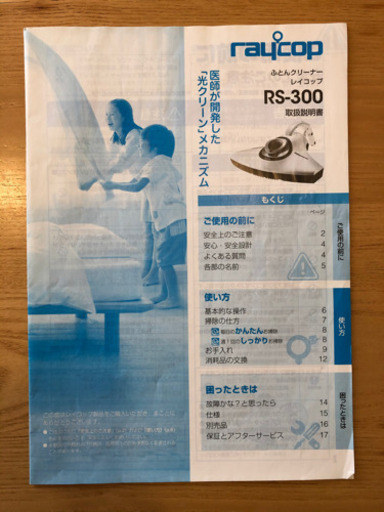 raycop
ふとんクリーナー
レイコップ
RS-300
取扱説明書
医師が開発した
「光クリーン」メカニズム
もくじ
ページ
ご使用の前に
安全上のご注意 2
安心・安全設計 4
よくある質問 4
各部の名前 5
使い方
基本的な操作 6
掃除の仕方 7
毎日のかんたんお掃除 8
週1回のしっかりお掃除 8
お手入れ 9
消耗品の交換 12
困ったときは
故障かな？と思ったら 14
仕様 15
別売品 16
保証とアフターサービス 17
ご使用の前に
使い方
困ったときは